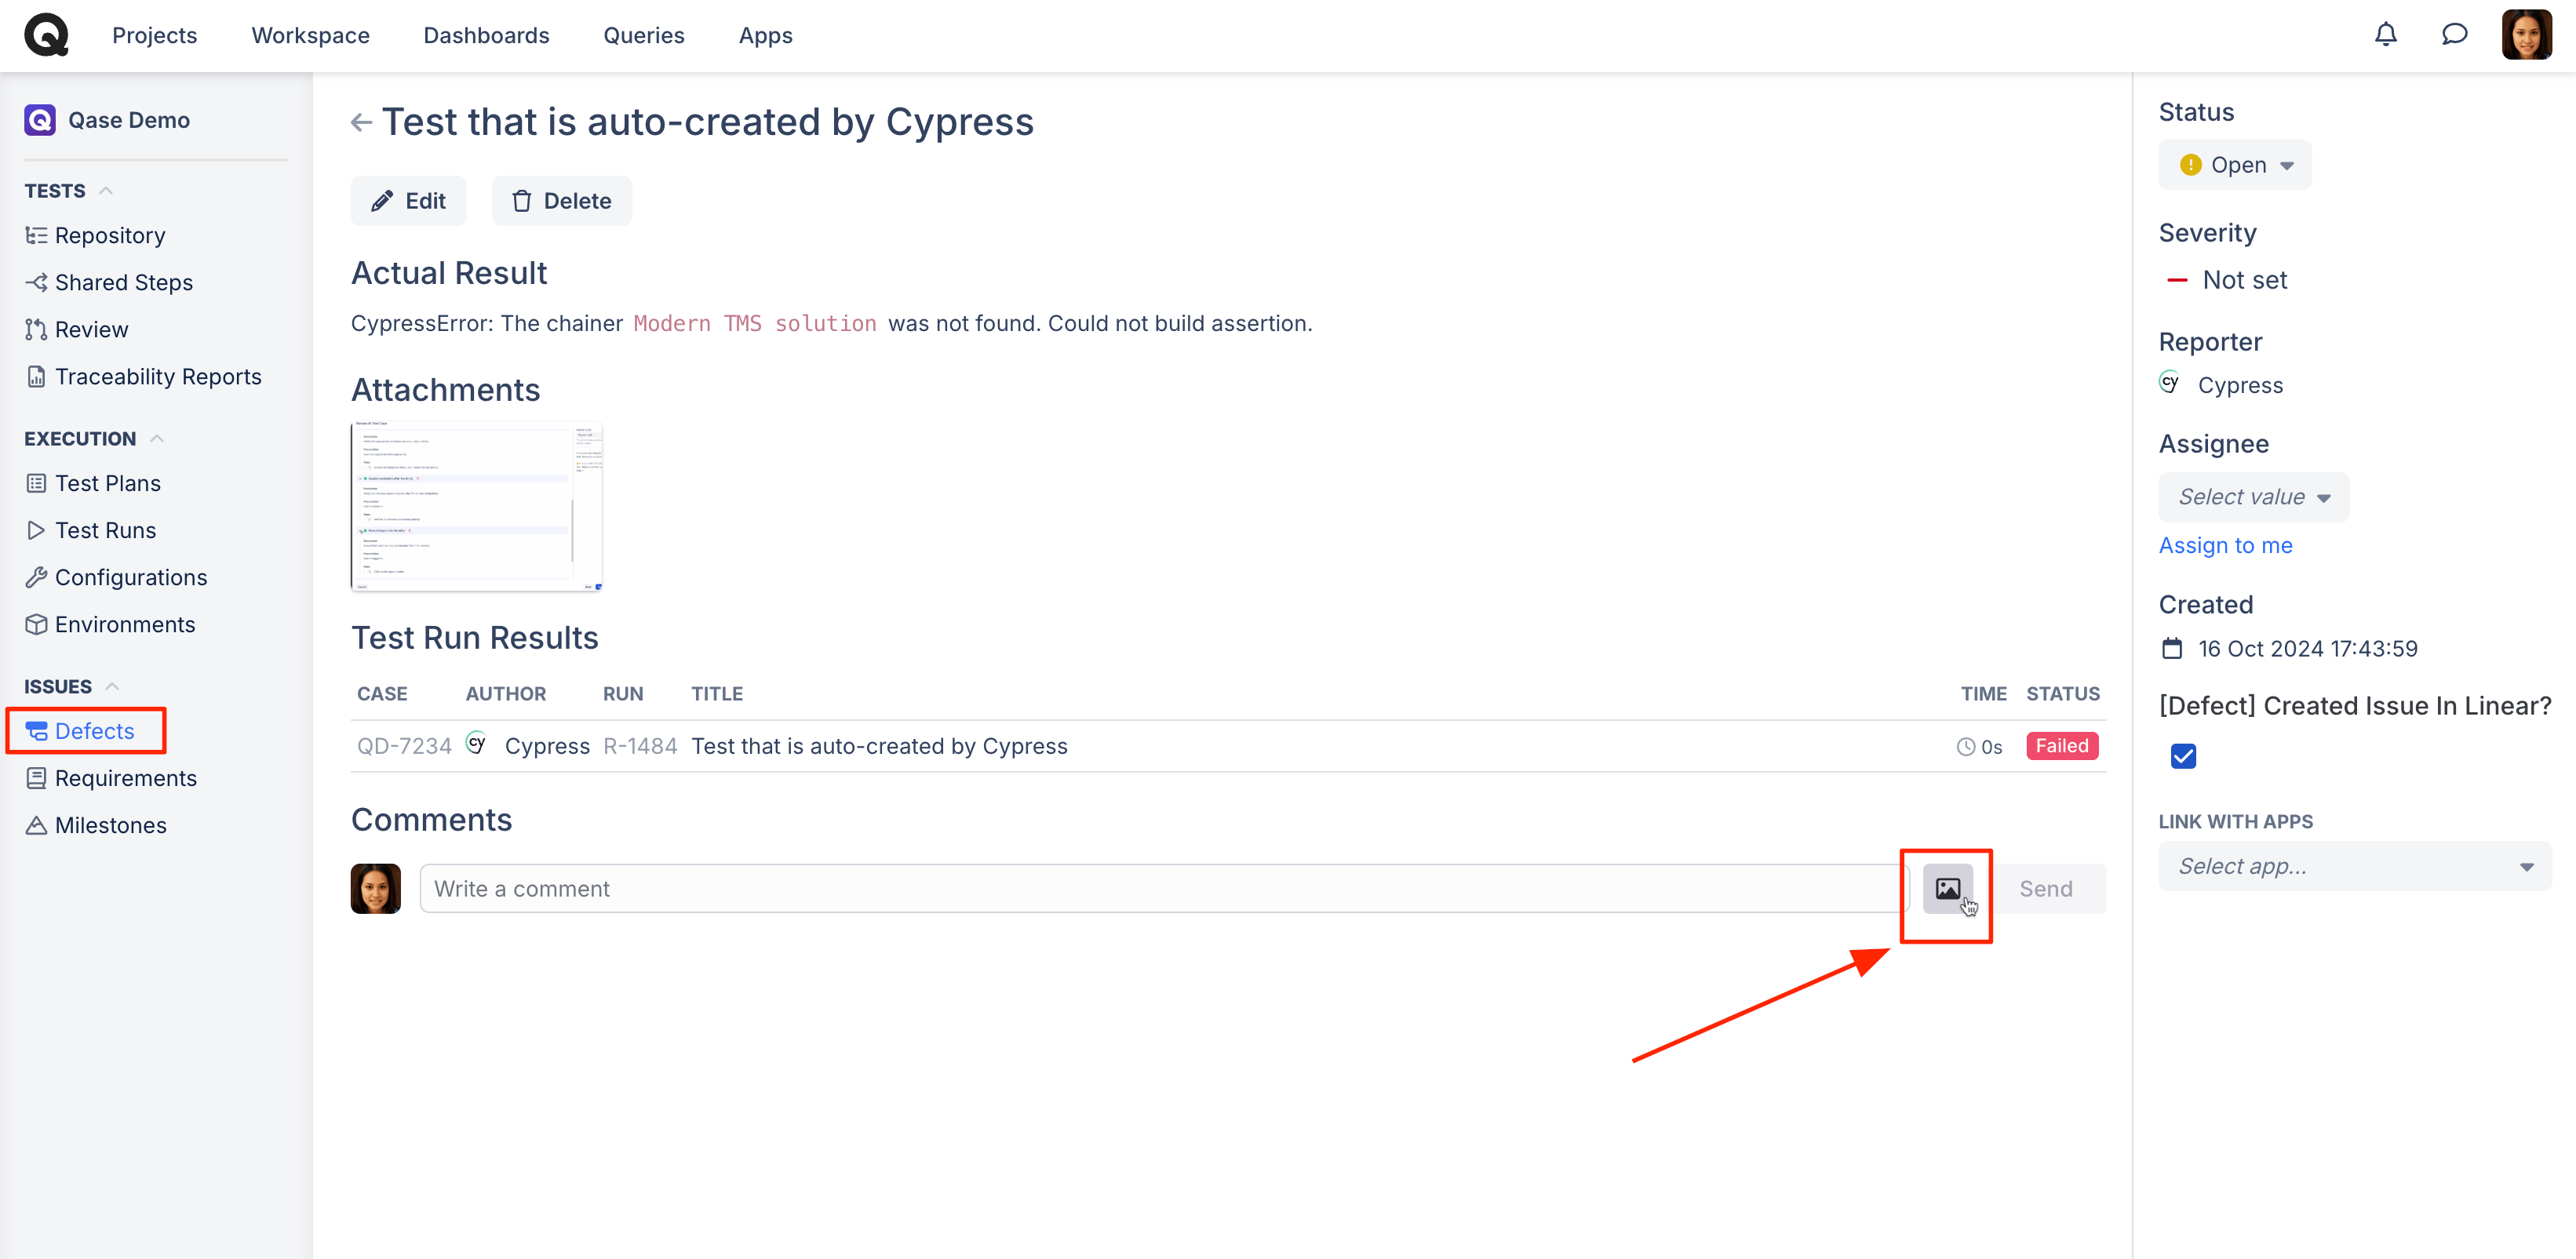 Projects Workspace Dashboards Queries Apps
Qase Demo
TESTS
Repository
Shared Steps
Review
Traceability Reports
EXECUTION
Test Plans
Test Runs
Configurations
Environments
ISSUES
Defects
Requirements
Milestones
Test that is auto-created by Cypress
Edit Delete
Actual Result
CypressError: The chainer Modern TMS solution was not found. Could not build assertion.
Attachments
Test Run Results
CASE AUTHOR RUN TITLE TIME STATUS
QD-7234 cy Cypress R-1484 Test that is auto-created by Cypress 0s Failed
Comments
Write a comment
Send
Status
Open
Severity
Not set
Reporter
cy Cypress
Assignee
Select value
Assign to me
Created
16 Oct 2024 17:43:59
[Defect] Created Issue In Linear?
LINK WITH APPS
Select app...